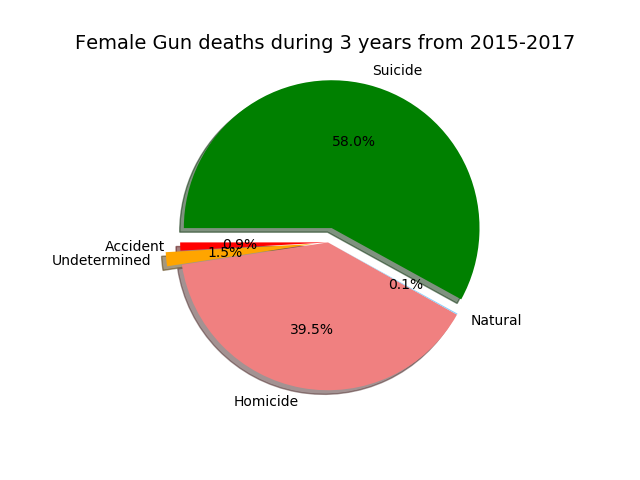 Female Gun deaths during 3 years from 2015-2017
Suicide
58.0%
Accident
0.9%
Undetermined
1.5%
0.1%
Natural
39.5%
Homicide